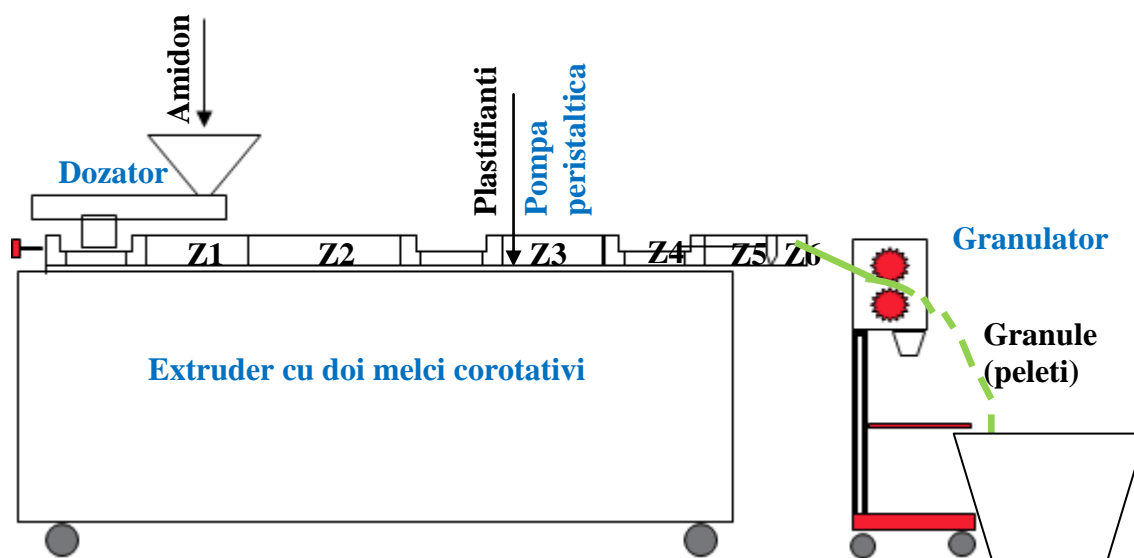 Amidon
Dozator
Plastifianti
Pompa
peristaltica
Z1
Z2
Z3
Z4
Z5
Z6
Granulator
Granule
(peleti)
Extruder cu doi melci corotativi